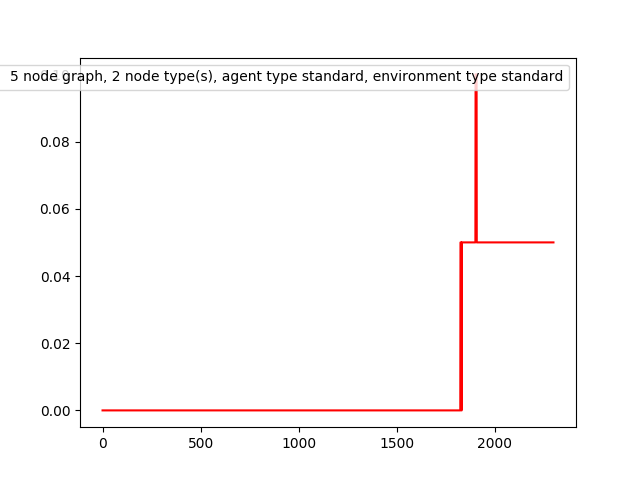 5 node graph, 2 node type(s), agent type standard, environment type standard
0.08
0.06
0.04
0.02
0.00
0 500 1000 1500 2000